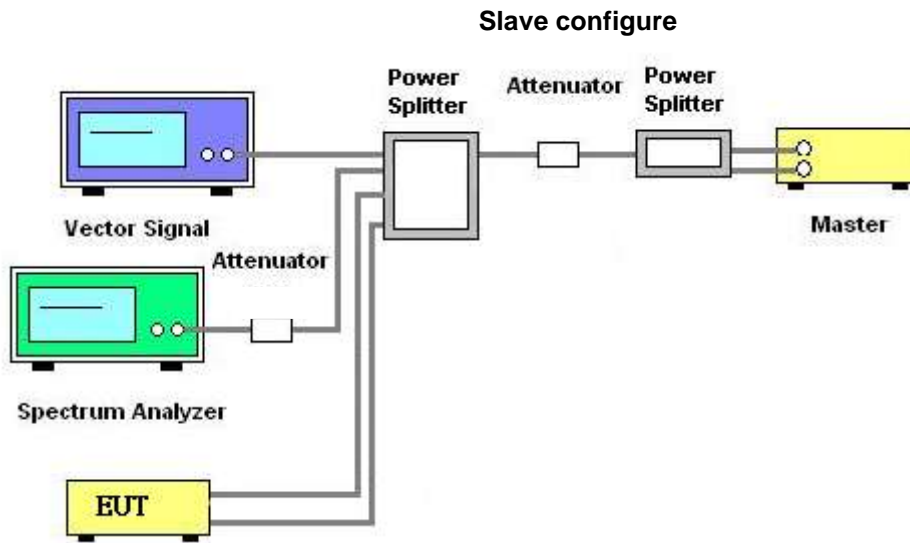 Slave configure
Power
Splitter
Attenuator
Power
Splitter
Vector Signal
Master
Attenuator
Spectrum Analyzer
EUT